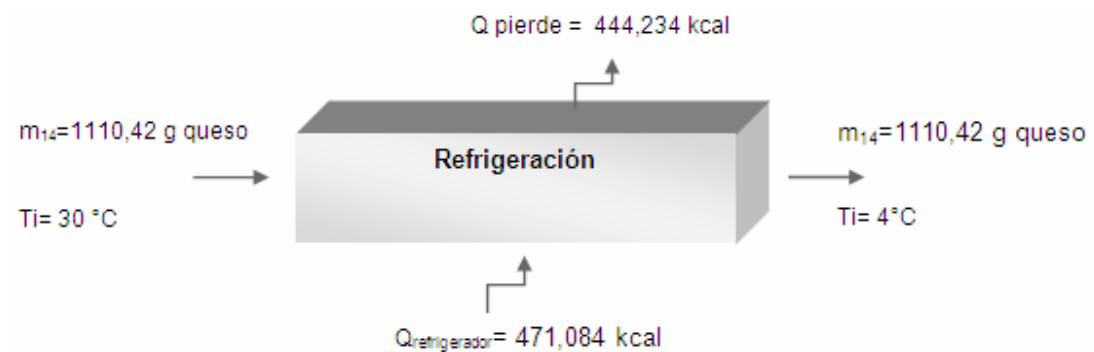 Q pierde = 444,234 kcal
m₁₄=1110,42 g queso
Ti= 30 °C
Refrigeración
m₁₄=1110,42 g queso
Ti= 4°C
Qrefrigerador= 471,084 kcal